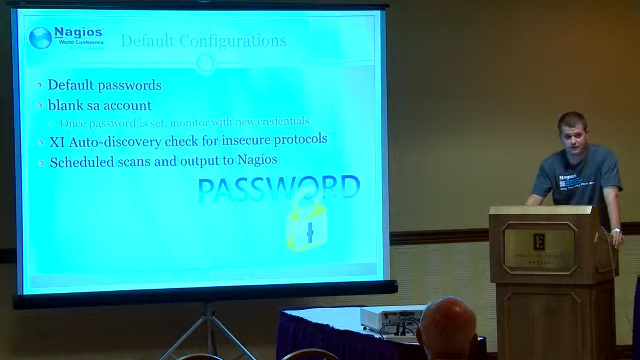 Nagios
World Conference
Default Configurations
Default passwords
blank sa account
Once password is set, monitor with new credentials
XI Auto-discovery check for insecure protocols
Scheduled scans and output to Nagios
PASSWORD
Nagios
E